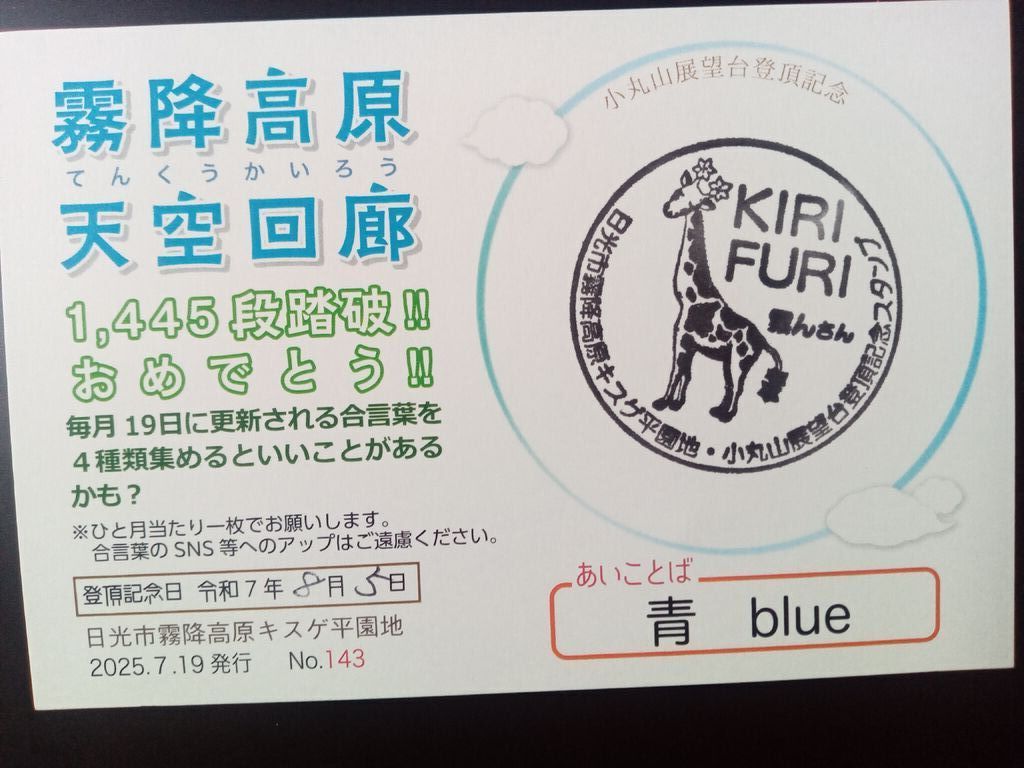 霧降高原
てんくうかいろう
天空回廊
1,445段踏破!!
おめでとう!!
毎月19日に更新される合言葉を
4種類集めるといいことがある
かも？
※ひと月当たり一枚でお願いします。
合言葉のSNS等へのアップはご遠慮ください。
登頂記念日 令和7年8月5日
日光市霧降高原キスゲ平園地
2025.7.19発行 No.143
小丸山展望台登頂記念
KIRI
FURI
んさん
日光市霧降高原キスゲ平園地・小丸山展望台登頂記念スタンプ
あいことば
青 blue